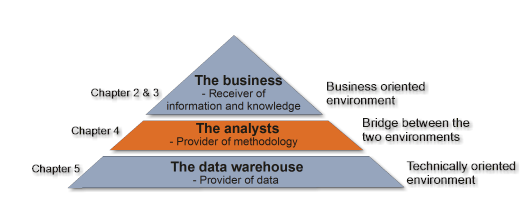 The business
- Receiver of
information and knowledge
Chapter 2 & 3
Business oriented
environment
The analysts
- Provider of methodology
Chapter 4
Bridge between the
two environments
The data warehouse
- Provider of data
Chapter 5
Technically oriented
environment